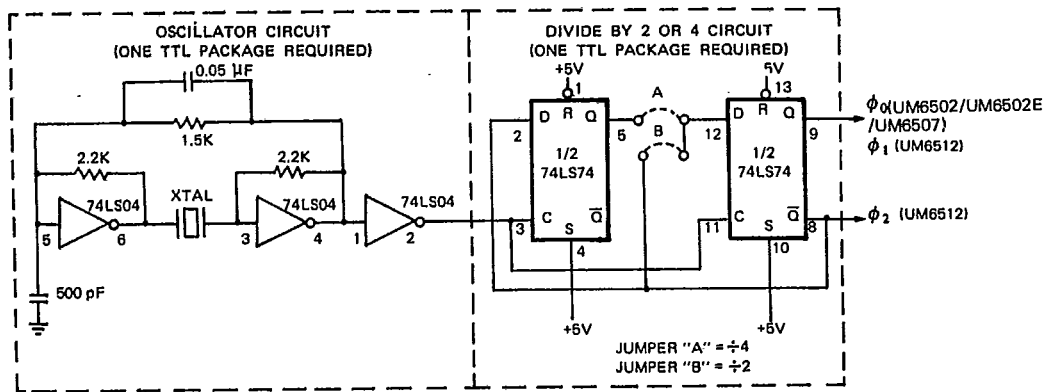 OSCILLATOR CIRCUIT
(ONE TTL PACKAGE REQUIRED)
0.05 µF
1.5K
2.2K
2.2K
XTAL
74LS04
74LS04
74LS04
5
6
3
4
1
2
500 pF
DIVIDE BY 2 OR 4 CIRCUIT
(ONE TTL PACKAGE REQUIRED)
+5V
5V
1
13
A
B
2
D
R
Q
5
12
D
R
Q
9
1/2
74LS74
1/2
74LS74
3
C
S
Q̅
4
11
C
S
Q̅
8
10
+5V
+5V
ϕ0(UM6502/UM6502E
/UM6507)
ϕ1 (UM6512)
ϕ2 (UM6512)
JUMPER "A" = ÷4
JUMPER "B" = ÷2